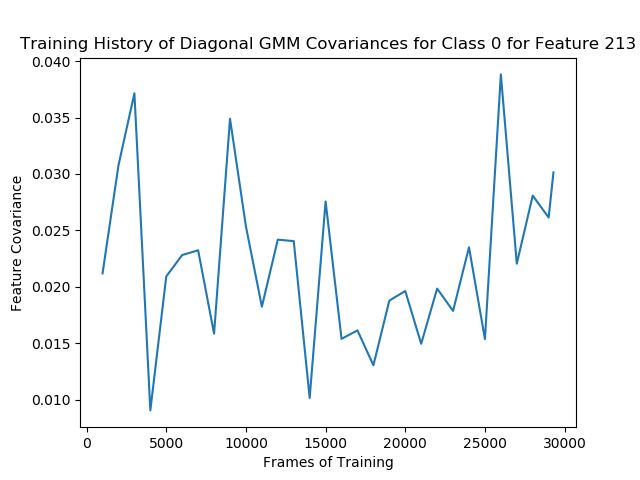 Training History of Diagonal GMM Covariances for Class 0 for Feature 213
0.040
0.035
0.030
0.025
0.020
0.015
0.010
Feature Covariance
0 5000 10000 15000 20000 25000 30000
Frames of Training